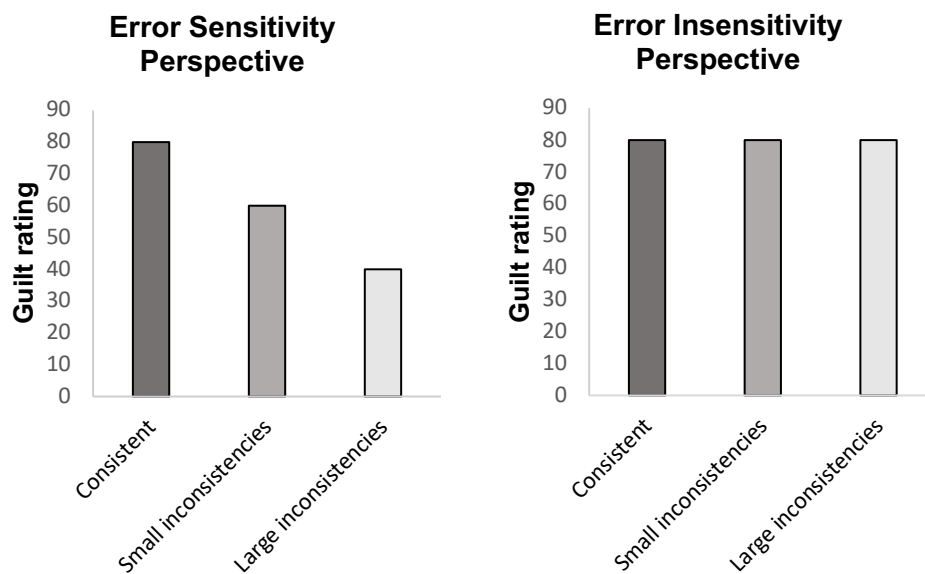 Error Sensitivity
Perspective
90
80
70
60
50
40
30
20
10
0
Guilt rating
Consistent
Small inconsistencies
Large inconsistencies
Error Insensitivity
Perspective
90
80
70
60
50
40
30
20
10
0
Guilt rating
Consistent
Small inconsistencies
Large inconsistencies